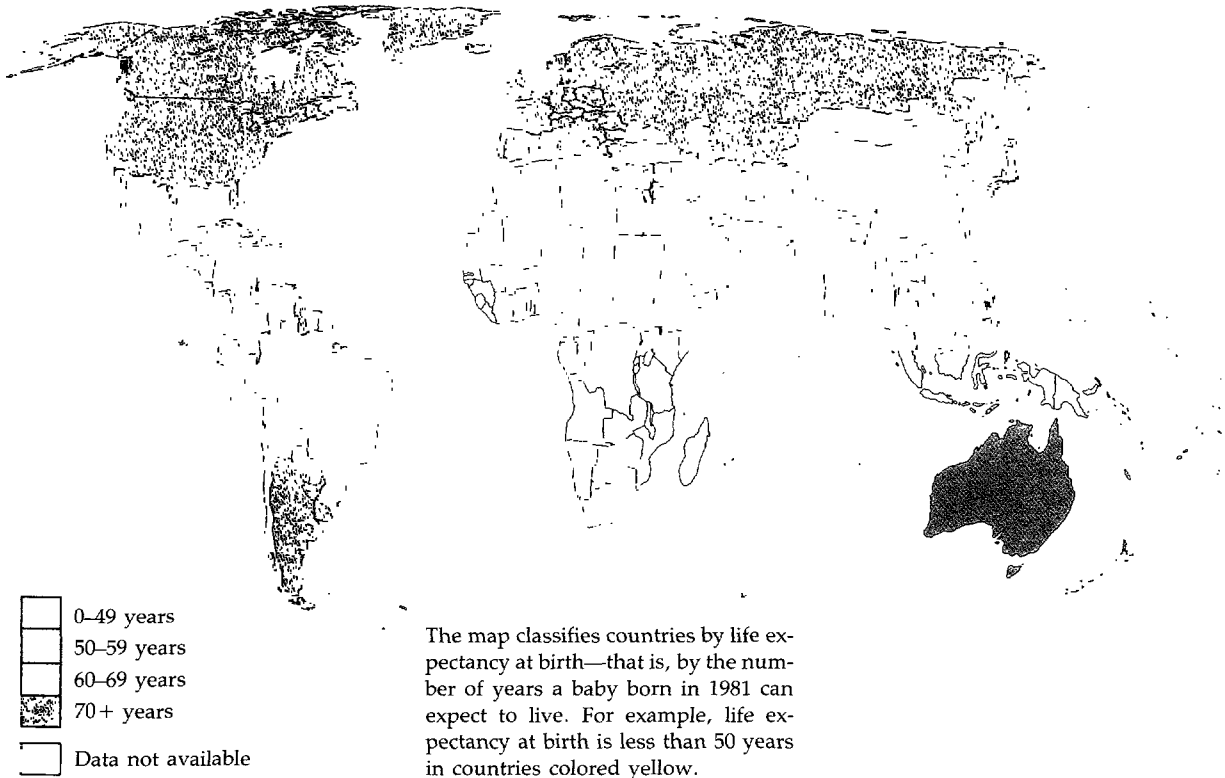 0–49 years
50–59 years
60–69 years
70+ years
Data not available
The map classifies countries by life ex-
pectancy at birth—that is, by the num-
ber of years a baby born in 1981 can
expect to live. For example, life ex-
pectancy at birth is less than 50 years
in countries colored yellow.